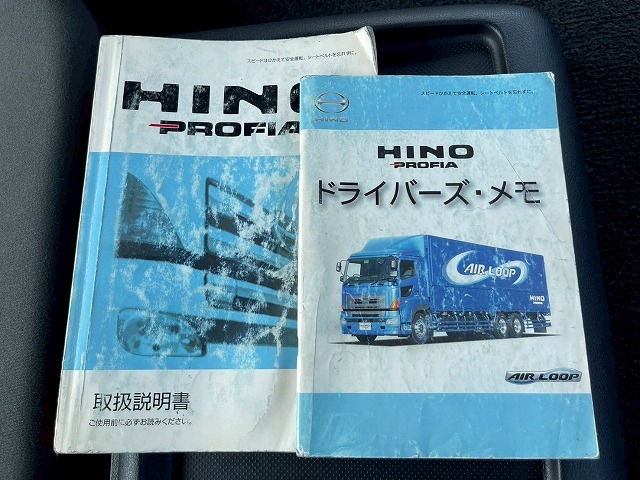 スピードはひかえて安全運転、シートベルトを忘れずに。
HINO
PROFIA
取扱説明書
ご使用前に必ずお読みください。
スピードひかえて安全運転、シートベルトを忘れずに。
HINO
HINO
PROFIA
ドライバーズ・メモ
AIR LOOP
HINO
AIR LOOP